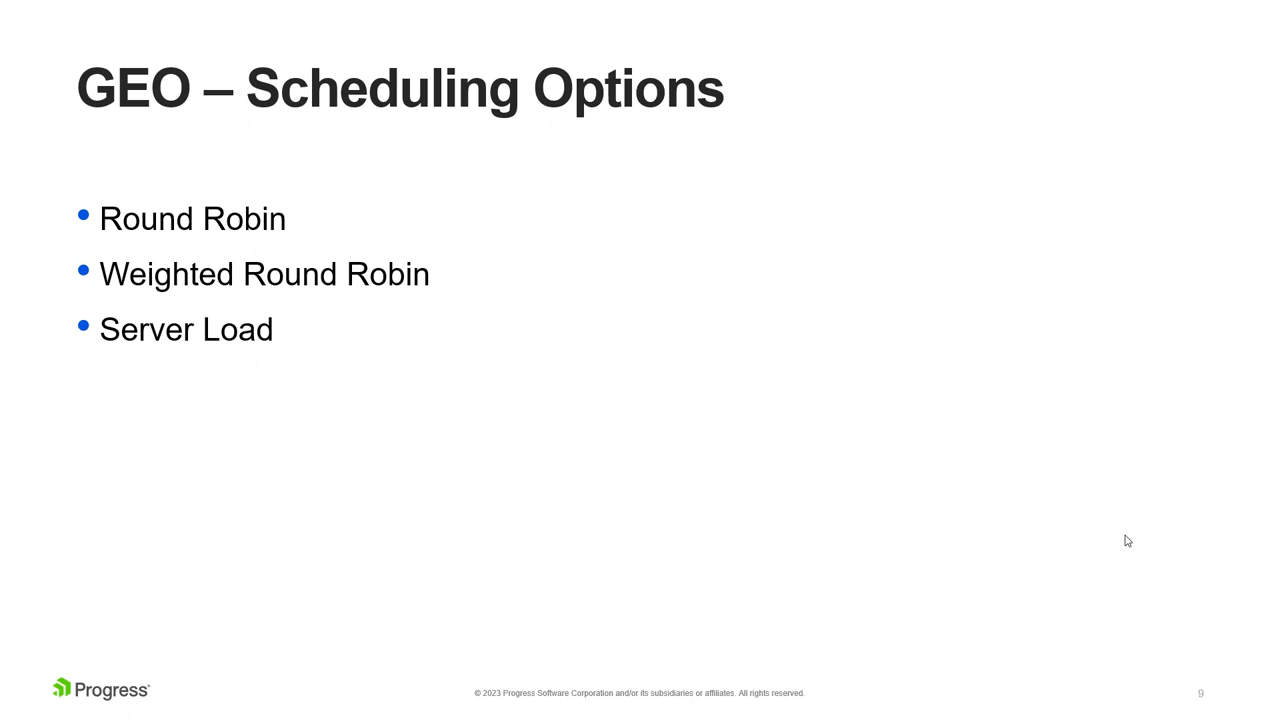 GEO – Scheduling Options
• Round Robin
• Weighted Round Robin
• Server Load
Progress®
© 2023 Progress Software Corporation and/or its subsidiaries or affiliates. All rights reserved.
9